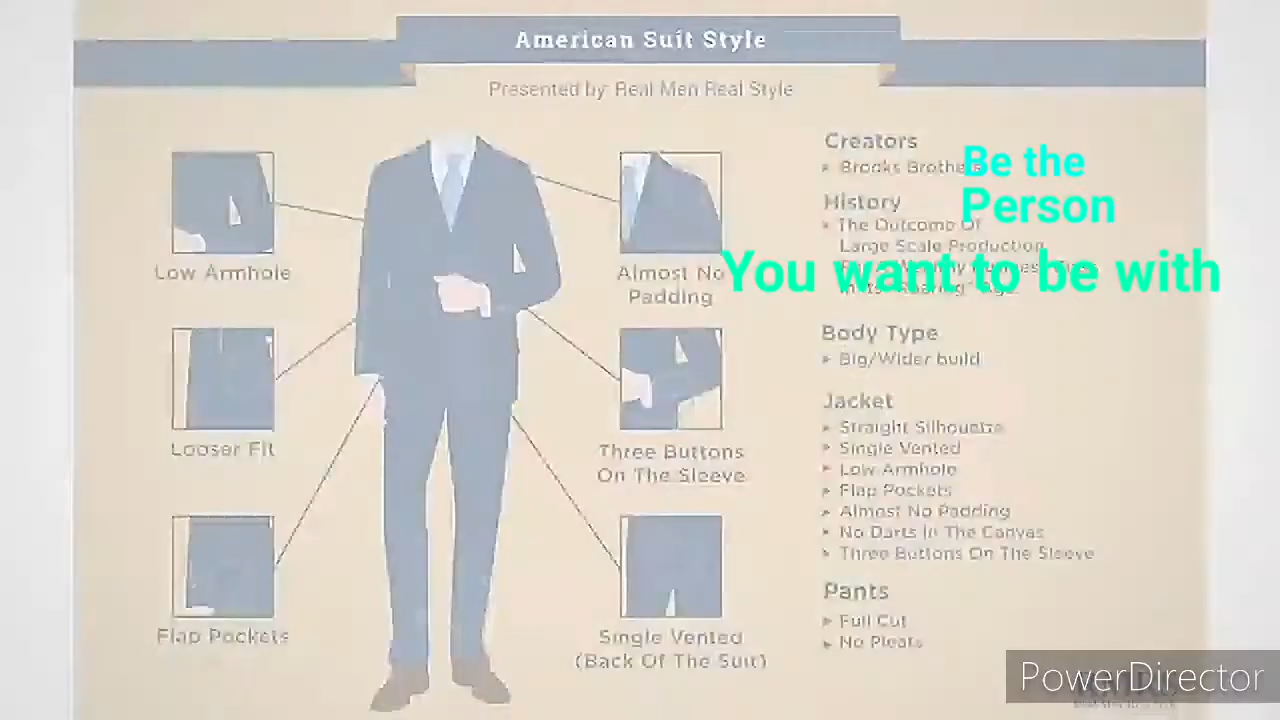 American Suit Style
Presented by: Real Men Real Style
Low Armhole
Looser Fit
Flap Pockets
Almost No
Padding
Three Buttons
On The Sleeve
Single Vented
(Back Of The Suit)
Creators
Brooks Brothers
History
The Outcome Of
Large Scale Production
Body Type
Big/Wider build
Jacket
Straight Silhouette
Single Vented
Low Armhole
Flap Pockets
Almost No Padding
No Darts In The Canvas
Three Buttons On The Sleeve
Pants
Full Cut
No Pleats
Be the
Person
You want to be with
PowerDirector